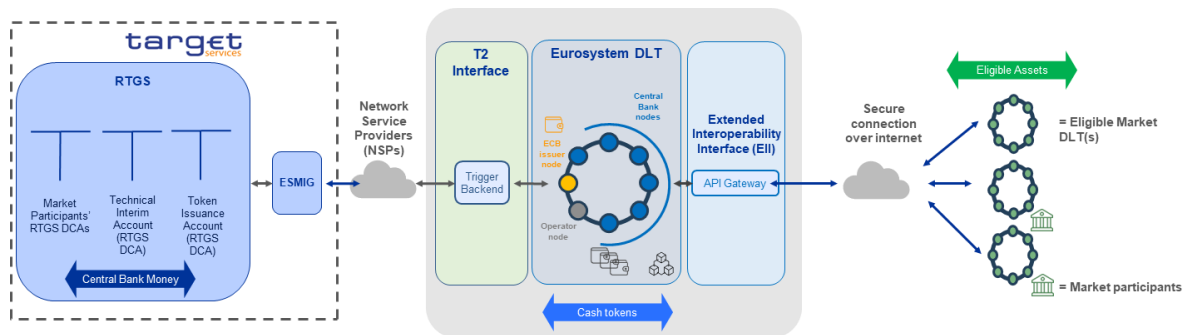 target
services
RTGS
Market
Participants'
RTGS DCAs
Technical
Interim
Account
(RTGS
DCA)
Token
Issuance
Account
(RTGS
DCA)
Central Bank Money
ESMIG
Network
Service
Providers
(NSPs)
T2
Interface
Trigger
Backend
Eurosystem DLT
Central
Bank
nodes
ECB
issuer
node
Operator
node
Cash tokens
Extended
Interoperability
Interface (EII)
API Gateway
Secure
connection
over internet
Eligible Assets
= Eligible Market
DLT(s)
= Market participants